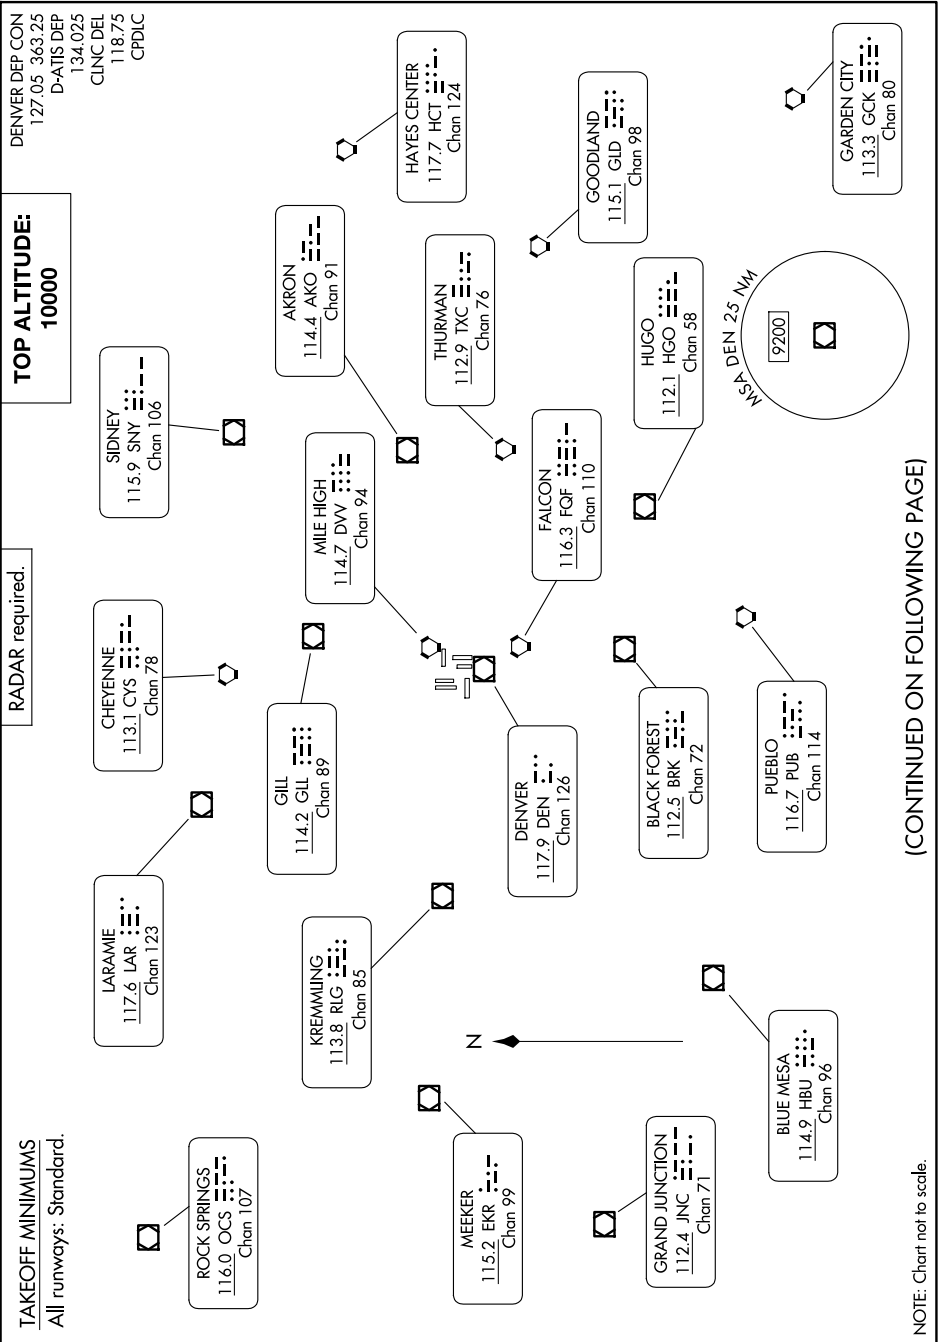 TAKEOFF MINIMUMS
All runways: Standard.
RADAR required.
TOP ALTITUDE:
10000
DENVER DEP CON
127.05 363.25
D-ATIS DEP
134.025
CLNC DEL
118.75
CPDLC
ROCK SPRINGS
116.0 OCS
Chan 107
LARAMIE
117.6 LAR
Chan 123
CHEYENNE
113.1 CYS
Chan 78
SIDNEY
115.9 SNY
Chan 106
GILL
114.2 GLL
Chan 89
KREMMLING
113.8 RLG
Chan 85
MILE HIGH
114.7 DVV
Chan 94
AKRON
114.4 AKO
Chan 91
HAYES CENTER
117.7 HCT
Chan 124
MEEKER
115.2 EKR
Chan 99
N
DENVER
117.9 DEN
Chan 126
FALCON
116.3 FQF
Chan 110
THURMAN
112.9 TXC
Chan 76
GOODLAND
115.1 GLD
Chan 98
GRAND JUNCTION
112.4 JNC
Chan 71
BLACK FOREST
112.5 BRK
Chan 72
HUGO
112.1 HGO
Chan 58
BLUE MESA
114.9 HBU
Chan 96
PUEBLO
116.7 PUB
Chan 114
MSA DEN 25 NM
9200
GARDEN CITY
113.3 GCK
Chan 80
NOTE: Chart not to scale.
(CONTINUED ON FOLLOWING PAGE)